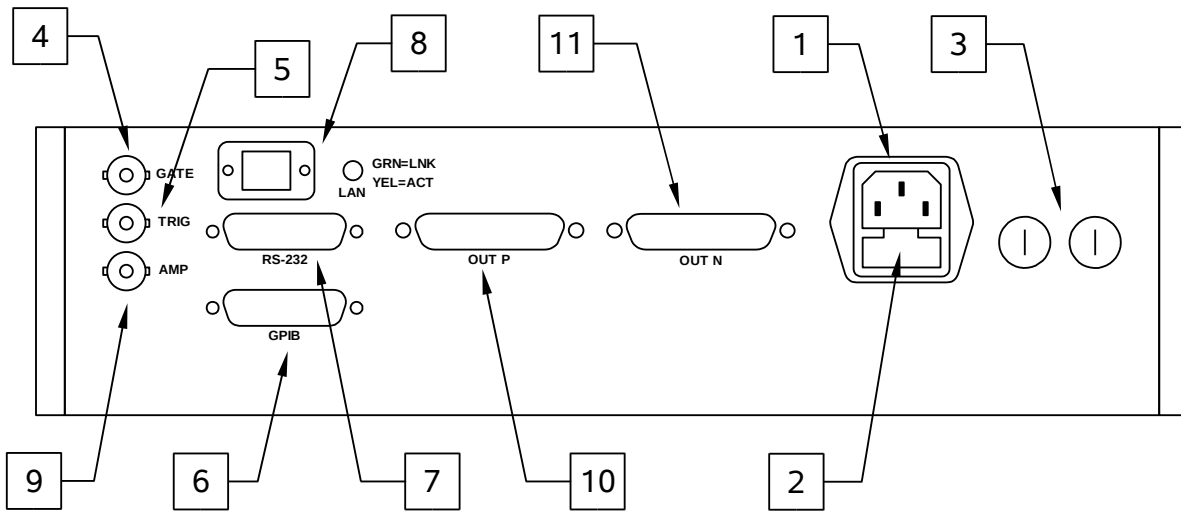 4
5
8
11
1
3
GATE
TRIG
AMP
LAN
GRN=LNK
YEL=ACT
RS-232
OUT P
OUT N
GPIB
9
6
7
10
2